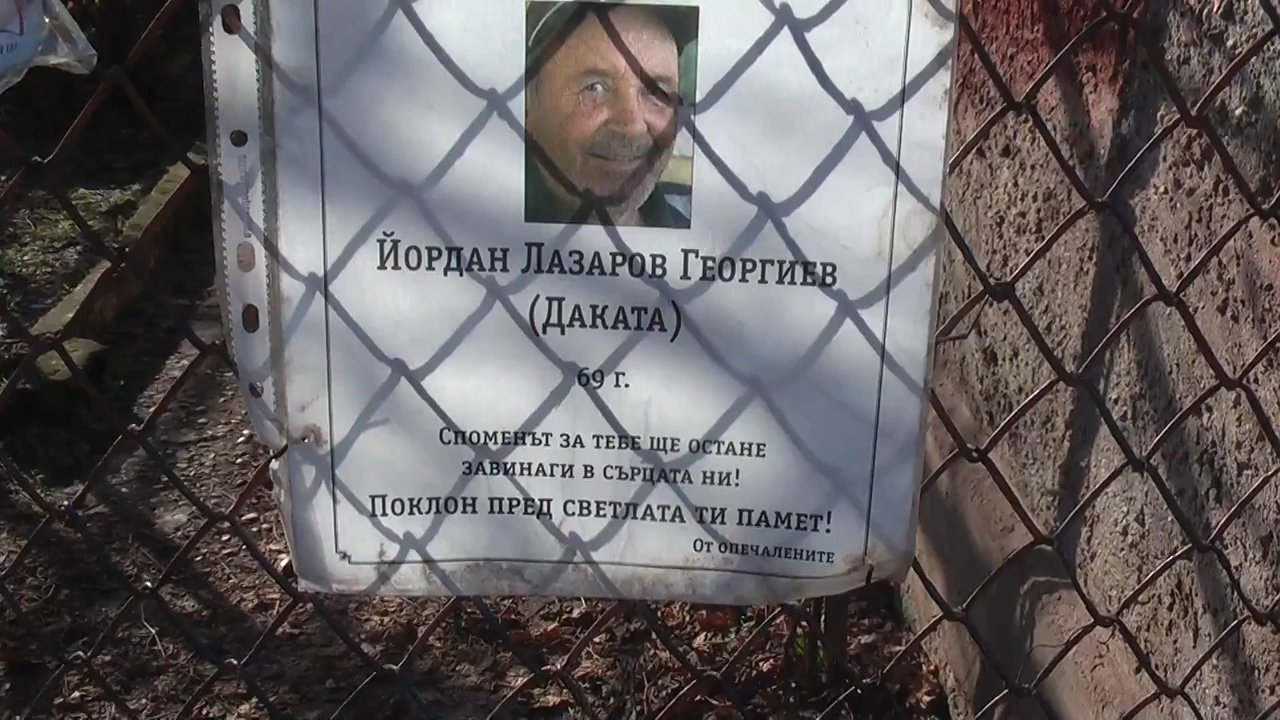 Йордан Лазаров Георгиев
(Даката)
69 г.
Споменът за тебе ще остане
завинаги в сърцата ни!
Поклон пред светлата ти памет!
От опечалените